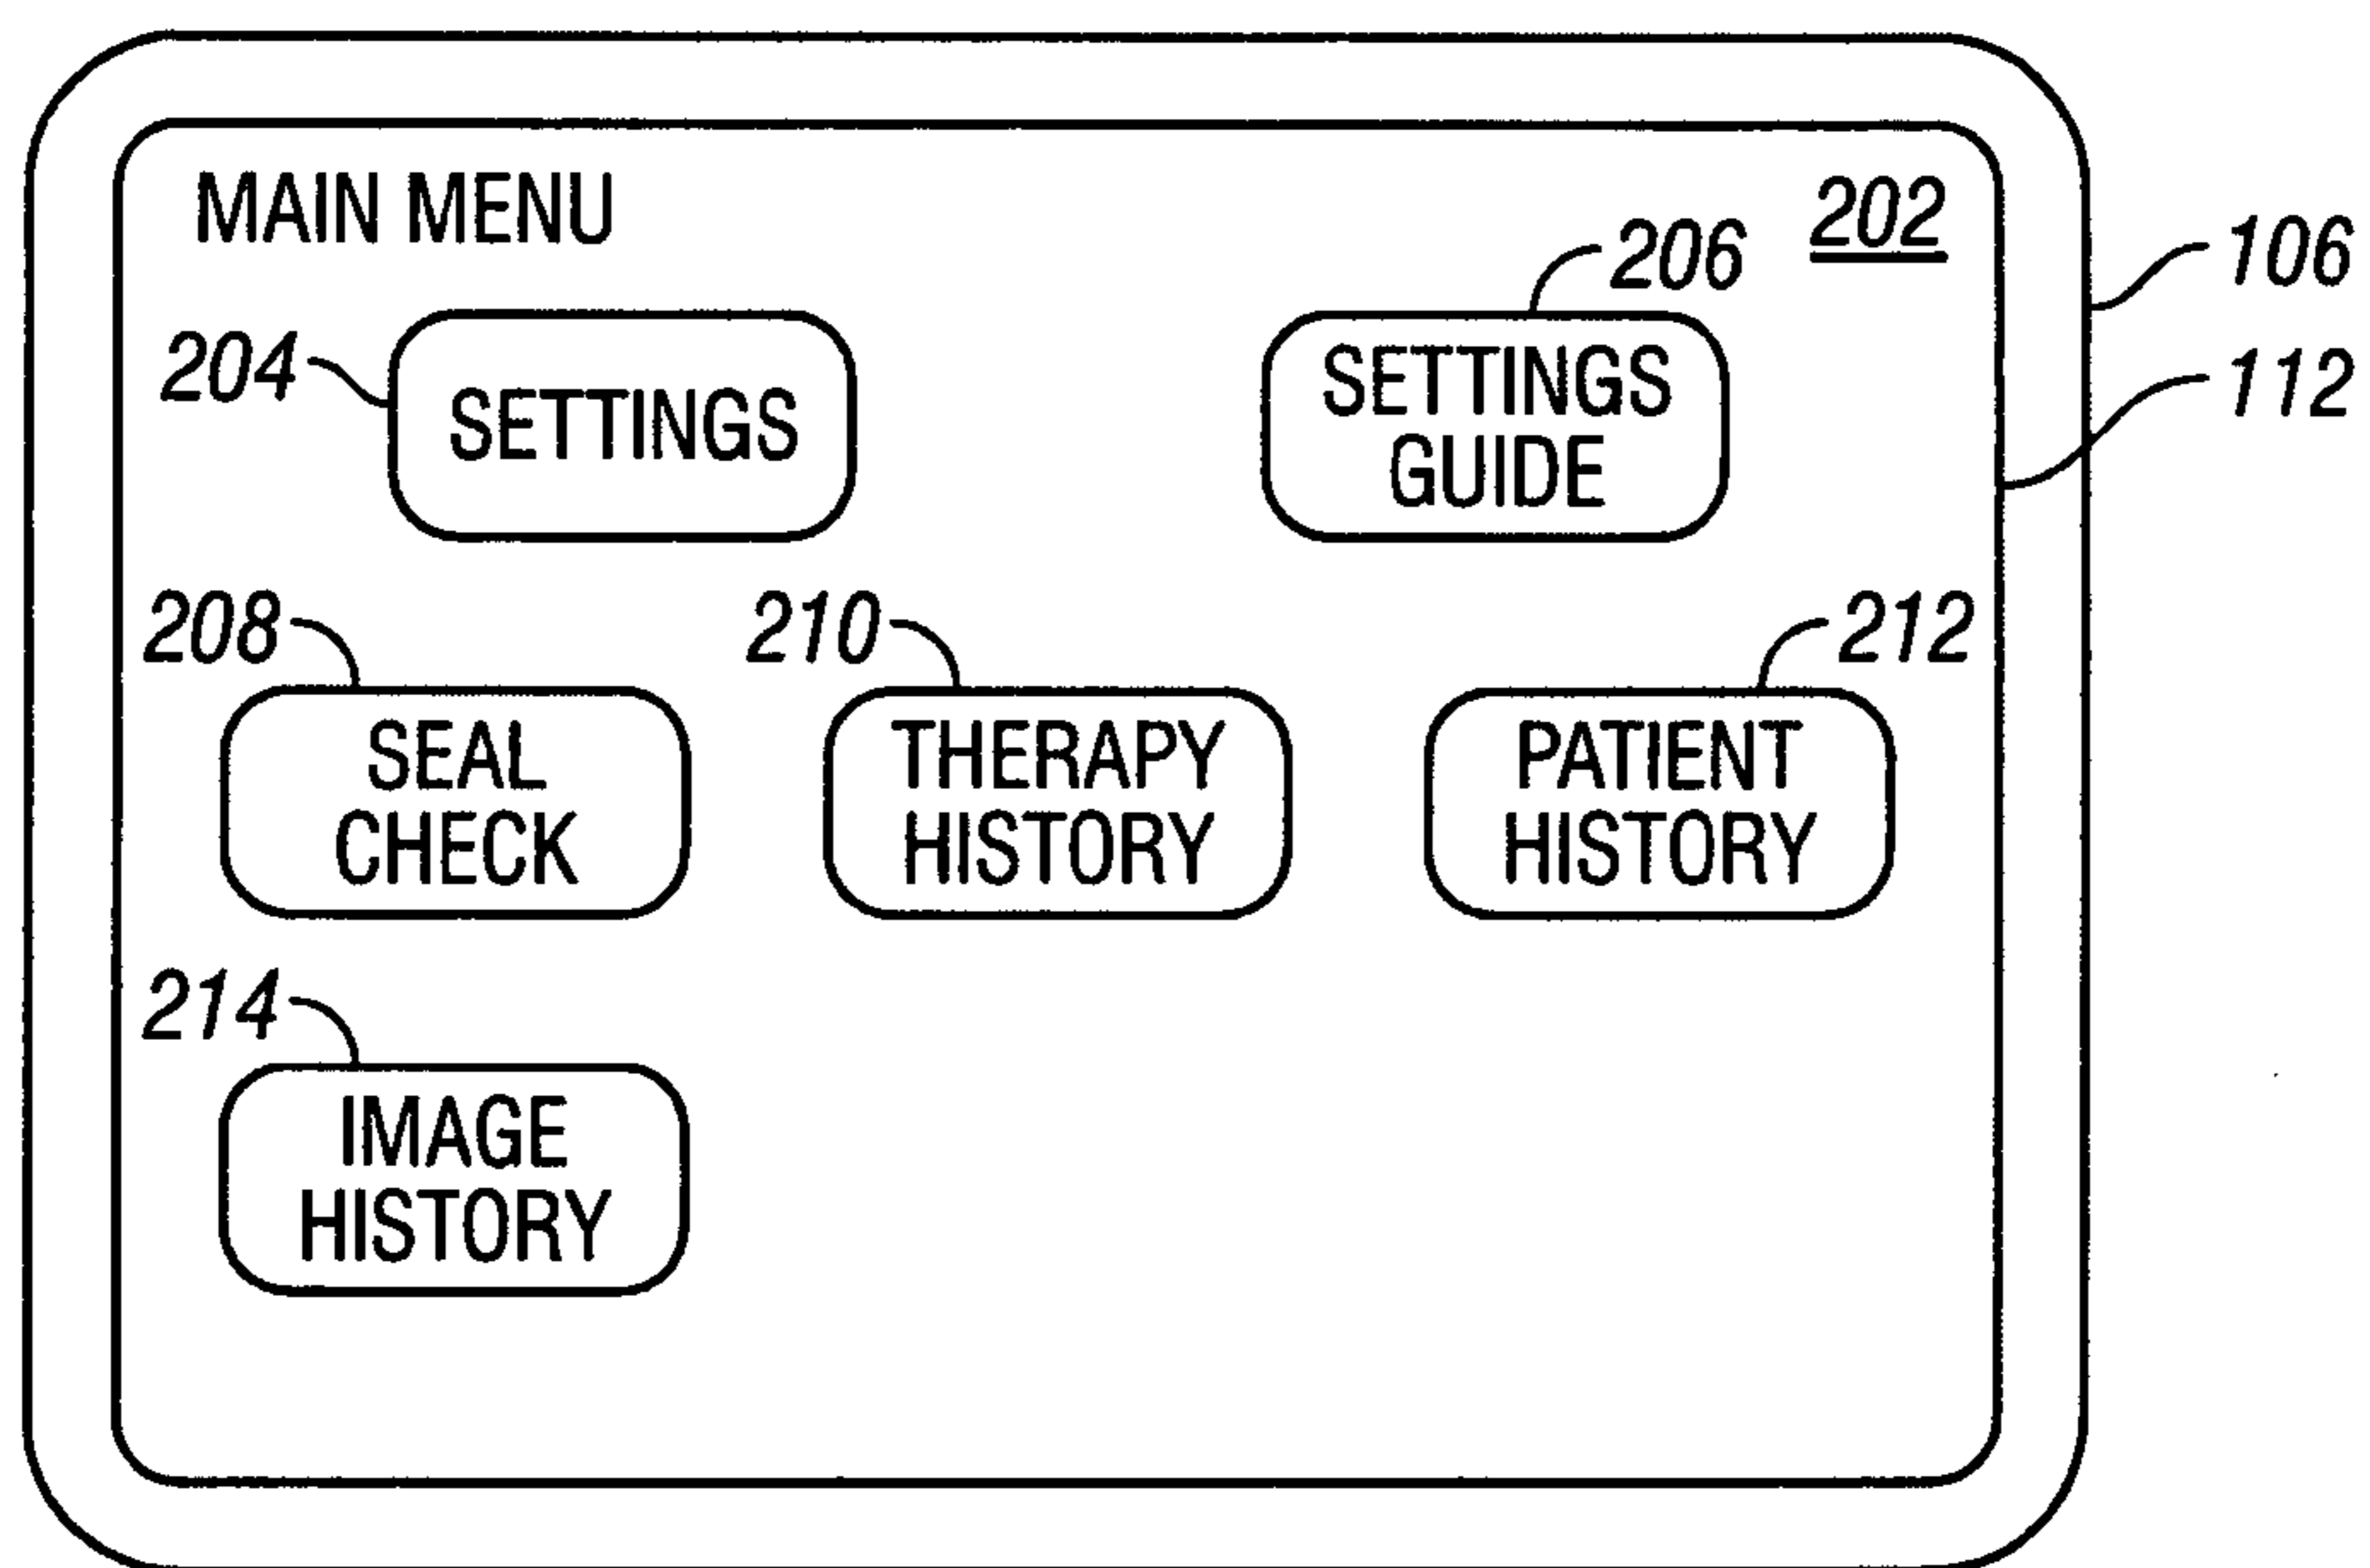 MAIN MENU
202
206
106
204
SETTINGS
SETTINGS
GUIDE
112
208
210
212
SEAL
CHECK
THERAPY
HISTORY
PATIENT
HISTORY
214
IMAGE
HISTORY